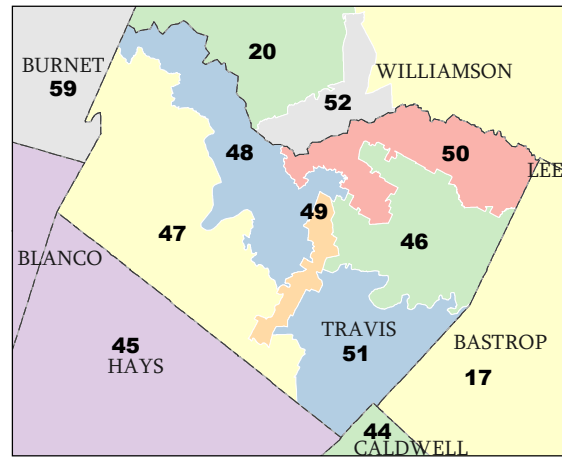 20
BURNET
59
WILLIAMSON
52
48
50
LEE
49
47
46
BLANCO
TRAVIS
BASTROP
45
51
HAYS
17
44
CALDWELL